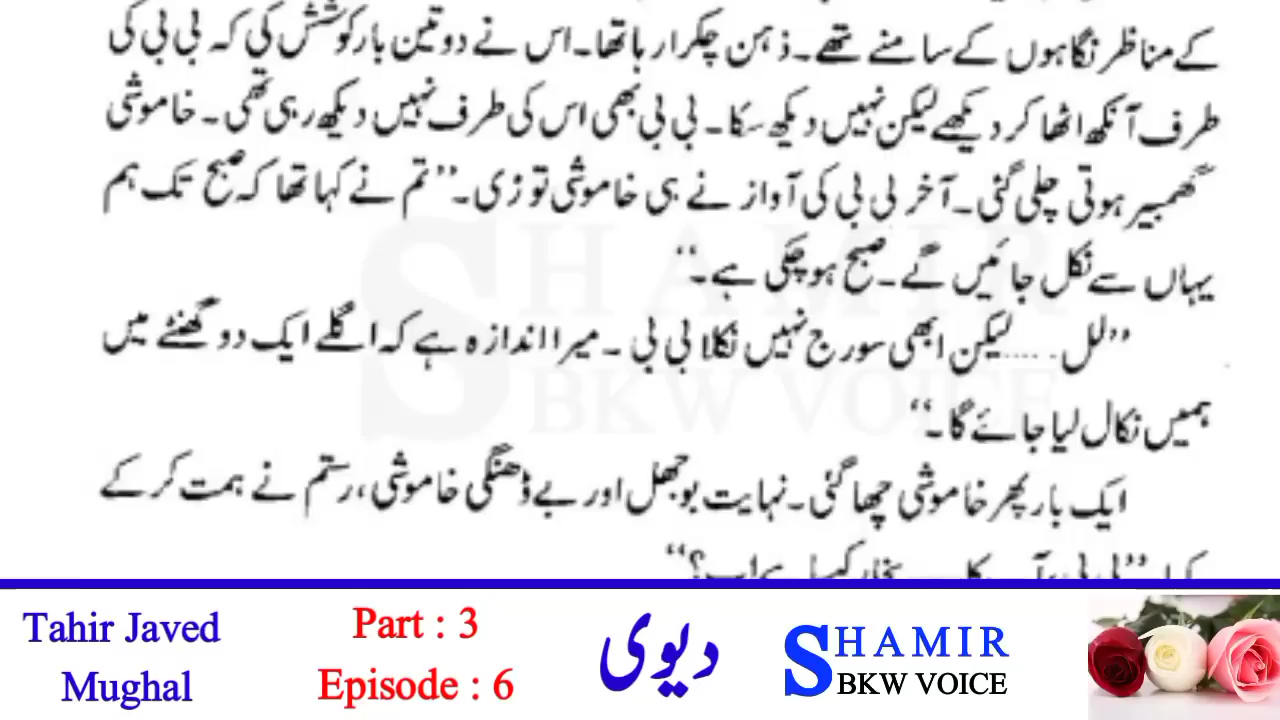 کے مناظر نگاہوں کے سامنے تھے۔ ذہن چکرا رہا تھا۔ اس نے دو تین بار کوشش کی کہ بی بی کی
طرف آنکھ اٹھا کر دیکھے لیکن نہیں دیکھ سکا۔ بی بی بھی اس کی طرف نہیں دیکھ رہی تھی۔ خاموشی
گھمبیر ہوتی چلی گئی۔ آخر بی بی کی آواز نے ہی خاموشی توڑی۔ ”تم نے کہا تھا کہ صبح تک ہم
یہاں سے نکل جائیں گے۔ صبح ہو چکی ہے۔“
”لل ..... لیکن ابھی سورج نہیں نکلا بی بی ۔ میرا اندازہ ہے کہ اگلے ایک دو گھنٹے میں
ہمیں نکال لیا جائے گا۔“
ایک بار پھر خاموشی چھا گئی۔ نہایت بوجھل اور بے ڈھنگی خاموشی، رستم نے ہمت کر کے
SHAMIR
BKW VOICE
Tahir Javed
Mughal
Part : 3
Episode : 6
دیوی
SHAMIR
BKW VOICE